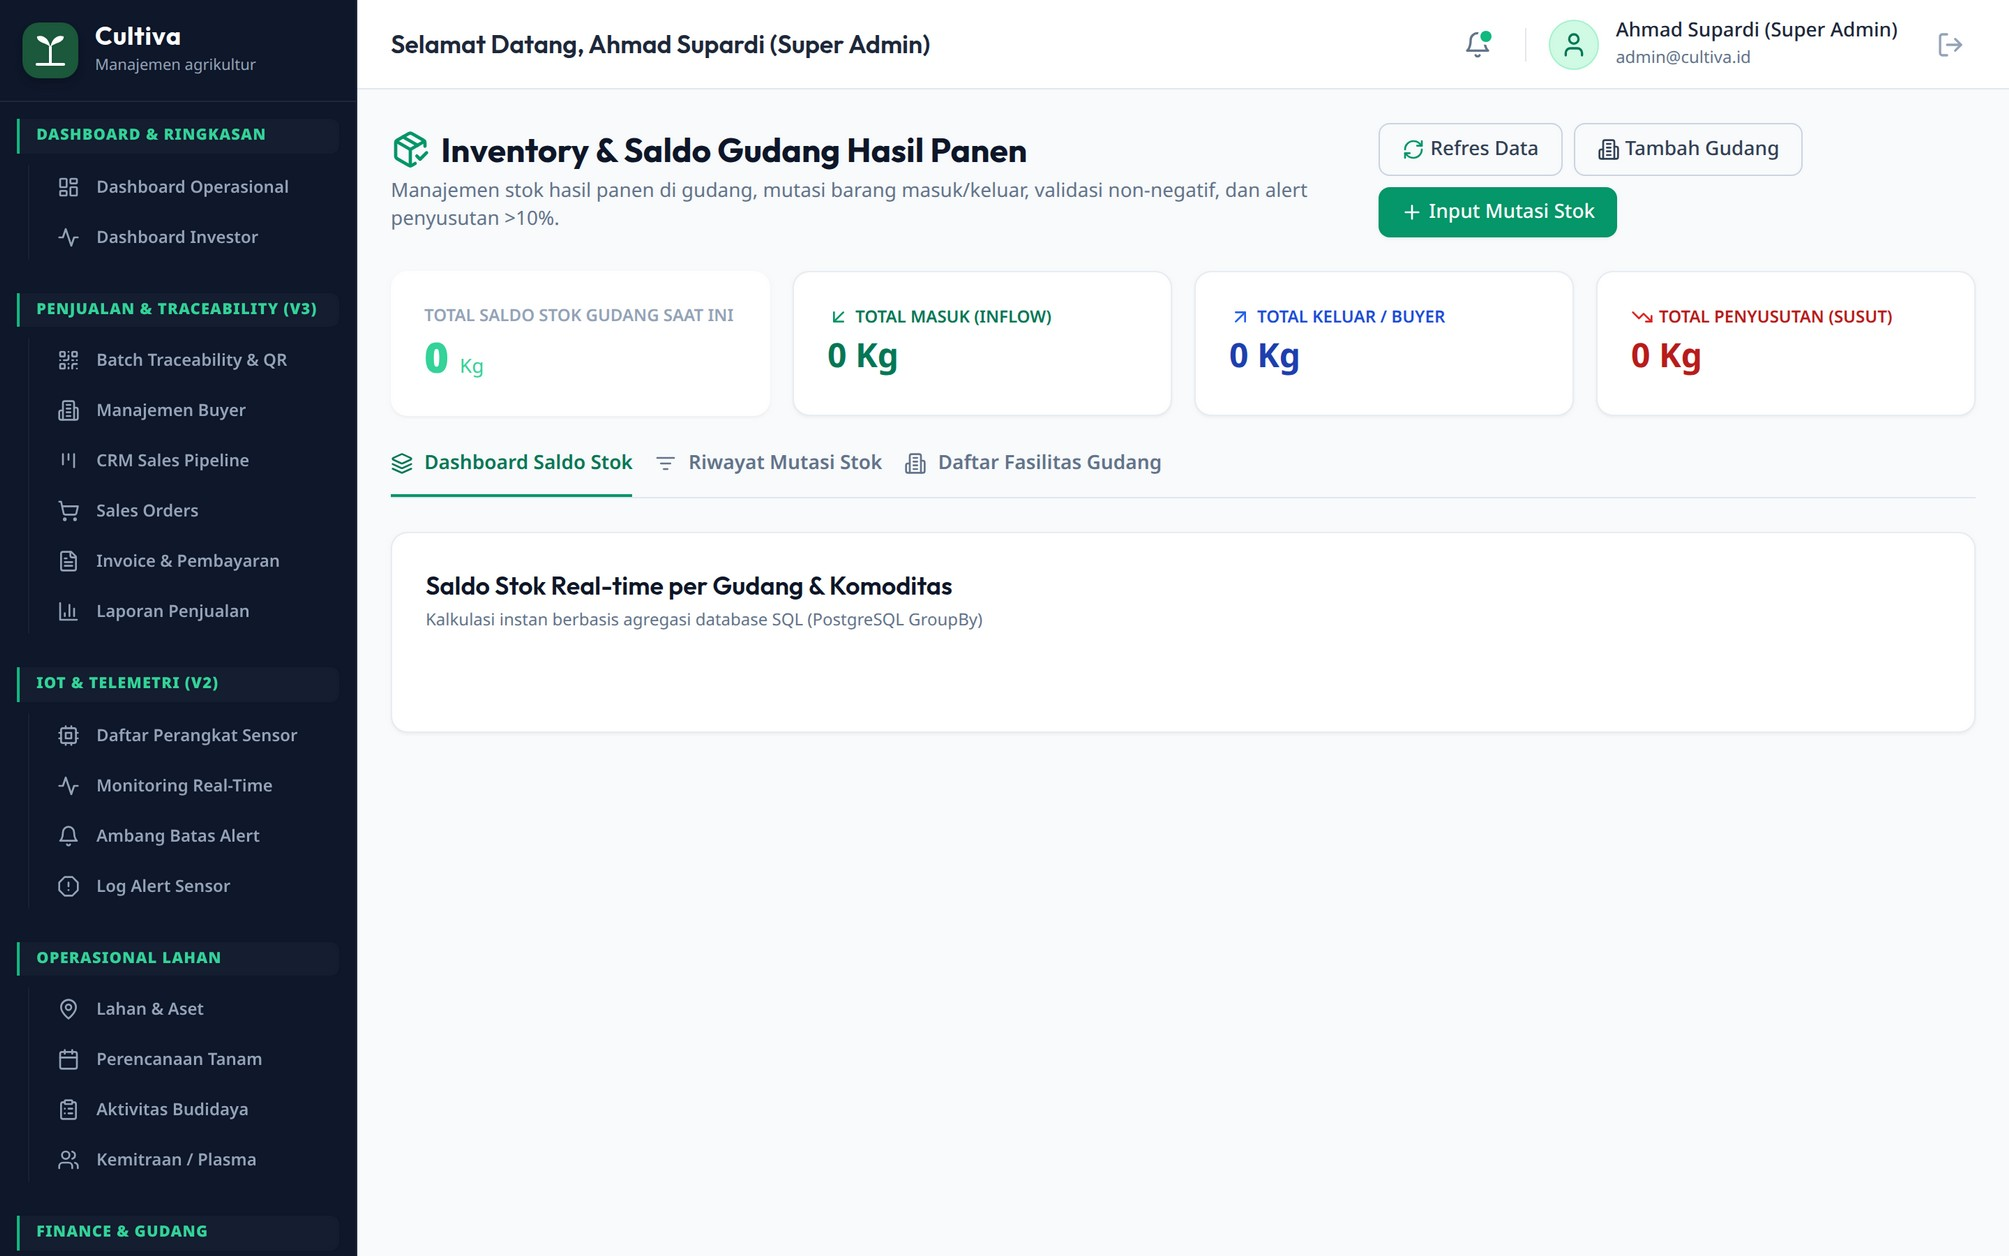 Cultiva
Manajemen agrikultur
DASHBOARD & RINGKASAN
Dashboard Operasional
Dashboard Investor
PENJUALAN & TRACEABILITY (V3)
Batch Traceability & QR
Manajemen Buyer
CRM Sales Pipeline
Sales Orders
Invoice & Pembayaran
Laporan Penjualan
IOT & TELEMETRI (V2)
Daftar Perangkat Sensor
Monitoring Real-Time
Ambang Batas Alert
Log Alert Sensor
OPERASIONAL LAHAN
Lahan & Aset
Perencanaan Tanam
Aktivitas Budidaya
Kemitraan / Plasma
FINANCE & GUDANG
Selamat Datang, Ahmad Supardi (Super Admin)
Ahmad Supardi (Super Admin)
admin@cultiva.id
Inventory & Saldo Gudang Hasil Panen
Manajemen stok hasil panen di gudang, mutasi barang masuk/keluar, validasi non-negatif, dan alert
penyusutan >10%.
Refres Data
Tambah Gudang
Input Mutasi Stok
TOTAL SALDO STOK GUDANG SAAT INI
0 Kg
TOTAL MASUK (INFLOW)
0 Kg
TOTAL KELUAR / BUYER
0 Kg
TOTAL PENYUSUTAN (SUSUT)
0 Kg
Dashboard Saldo Stok
Riwayat Mutasi Stok
Daftar Fasilitas Gudang
Saldo Stok Real-time per Gudang & Komoditas
Kalkulasi instan berbasis agregasi database SQL (PostgreSQL GroupBy)